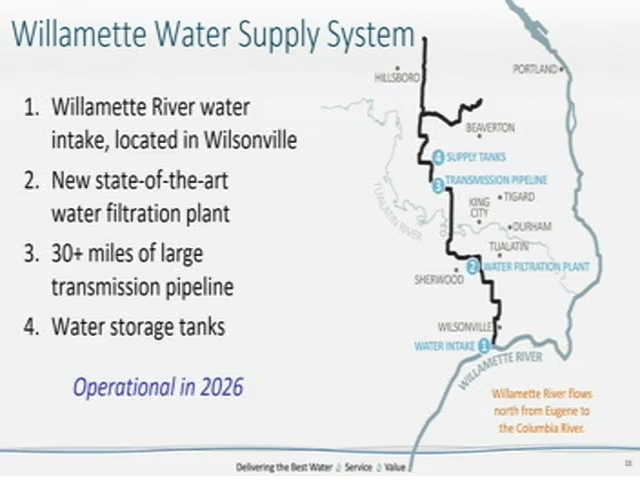 Willamette Water Supply System
1. Willamette River water
intake, located in Wilsonville
2. New state-of-the-art
water filtration plant
3. 30+ miles of large
transmission pipeline
4. Water storage tanks
Operational in 2026
PORTLAND
HILLSBORO
BEAVERTON
4 SUPPLY TANKS
3 TRANSMISSION PIPELINE
TUALATIN RIVER
KING
CITY
TIGARD
DURHAM
TUALATIN
2 WATER FILTRATION PLANT
SHERWOOD
WILSONVILLE
WATER INTAKE 1
WILLAMETTE RIVER
Willamette River flows
north from Eugene to
the Columbia River.
Delivering the Best Water Service Value